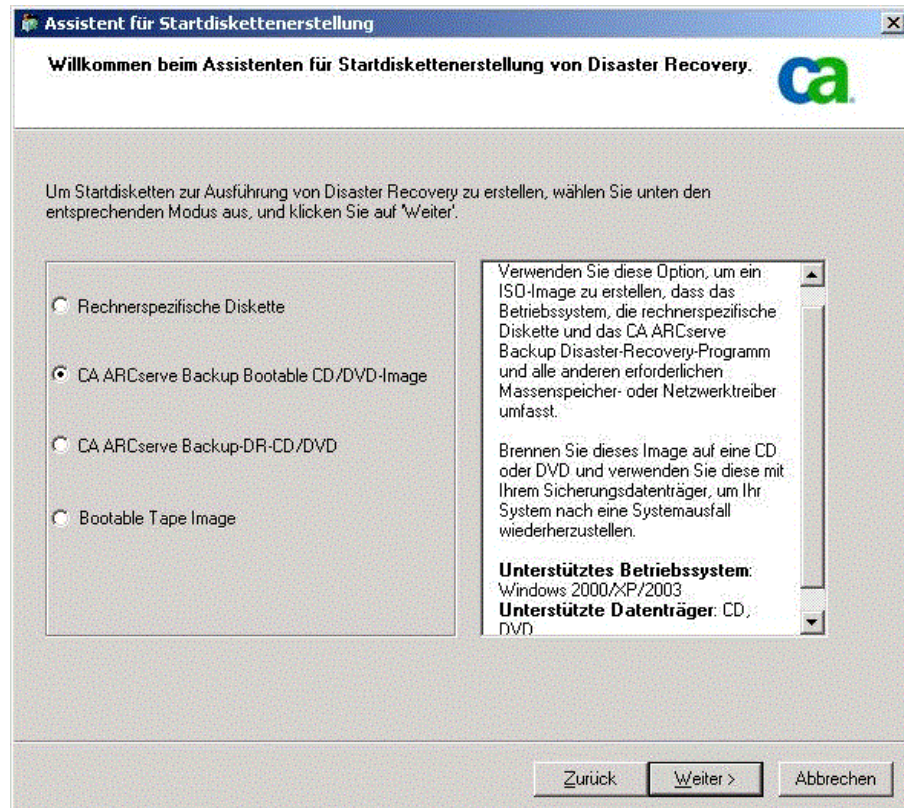 Assistent für Startdiskettenerstellung
Willkommen beim Assistenten für Startdiskettenerstellung von Disaster Recovery.
ca
Um Startdisketten zur Ausführung von Disaster Recovery zu erstellen, wählen Sie unten den
entsprechenden Modus aus, und klicken Sie auf 'Weiter'.
Rechnerspezifische Diskette
CA ARCserve Backup Bootable CD/DVD-Image
CA ARCserve Backup-DR-CD/DVD
Bootable Tape Image
Verwenden Sie diese Option, um ein
ISO-Image zu erstellen, dass das
Betriebssystem, die rechnerspezifische
Diskette und das CA ARCserve
Backup Disaster-Recovery-Programm
und alle anderen erforderlichen
Massenspeicher- oder Netzwerktreiber
umfasst.
Brennen Sie dieses Image auf eine CD
oder DVD und verwenden Sie diese mit
Ihrem Sicherungsdatenträger, um Ihr
System nach eine Systemausfall
wiederherzustellen.
Unterstütztes Betriebssystem:
Windows 2000/XP/2003
Unterstützte Datenträger: CD,
DVD
Zurück
Weiter >
Abbrechen